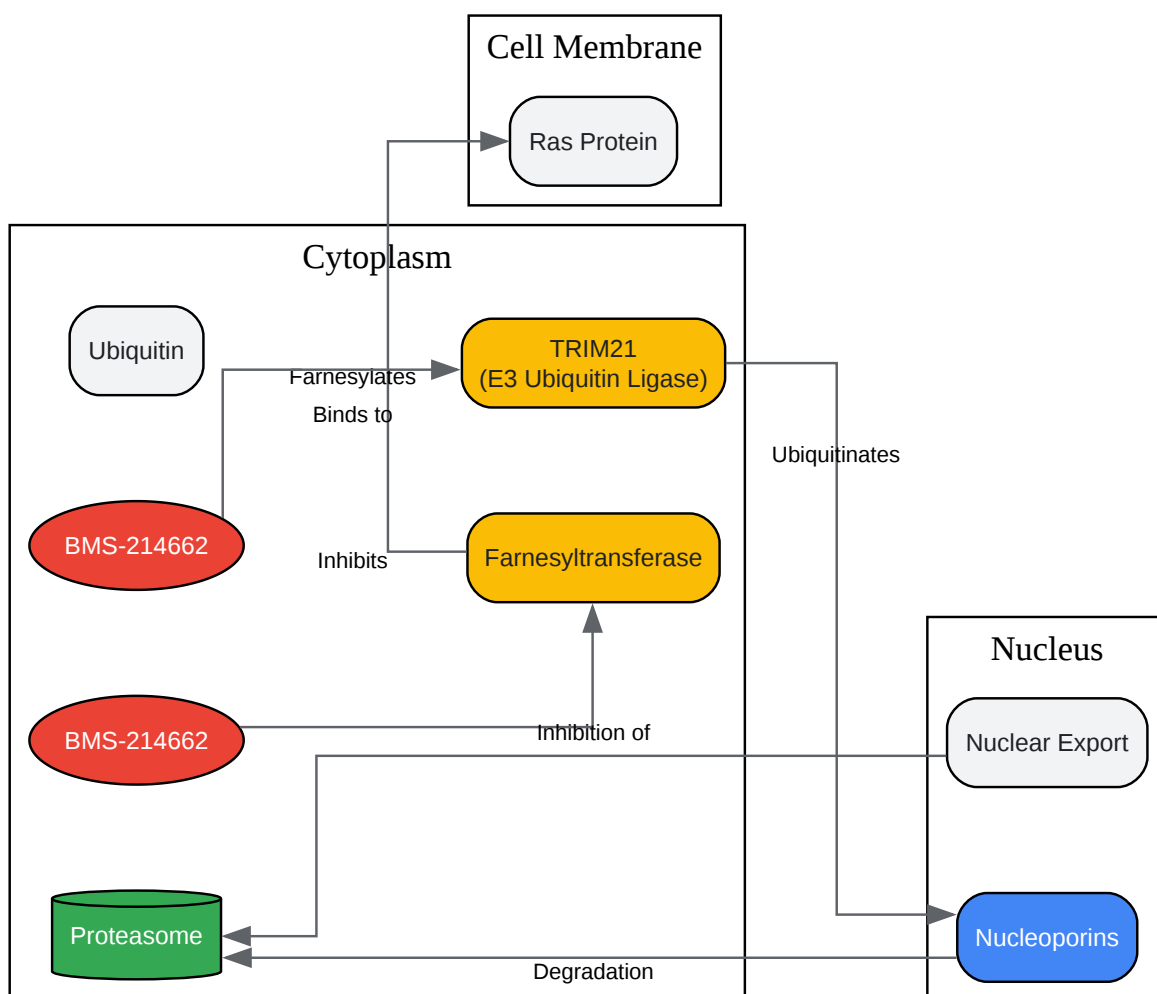 Cell Membrane
Ras Protein
Cytoplasm
Ubiquitin
TRIM21
(E3 Ubiquitin Ligase)
Farnesylates
Binds to
Ubiquitinates
BMS-214662
Inhibits
Farnesyltransferase
Nucleus
BMS-214662
Inhibition of
Nuclear Export
Proteasome
Nucleoporins
Degradation